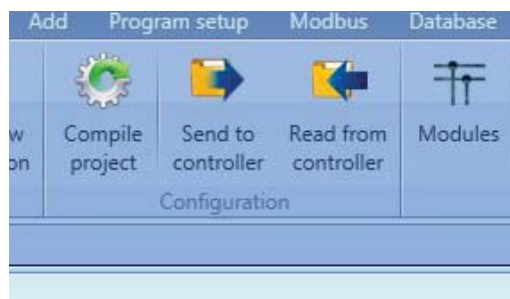 Add Program setup Modbus Database
Compile Send to Read from Modules
project controller controller
Configuration